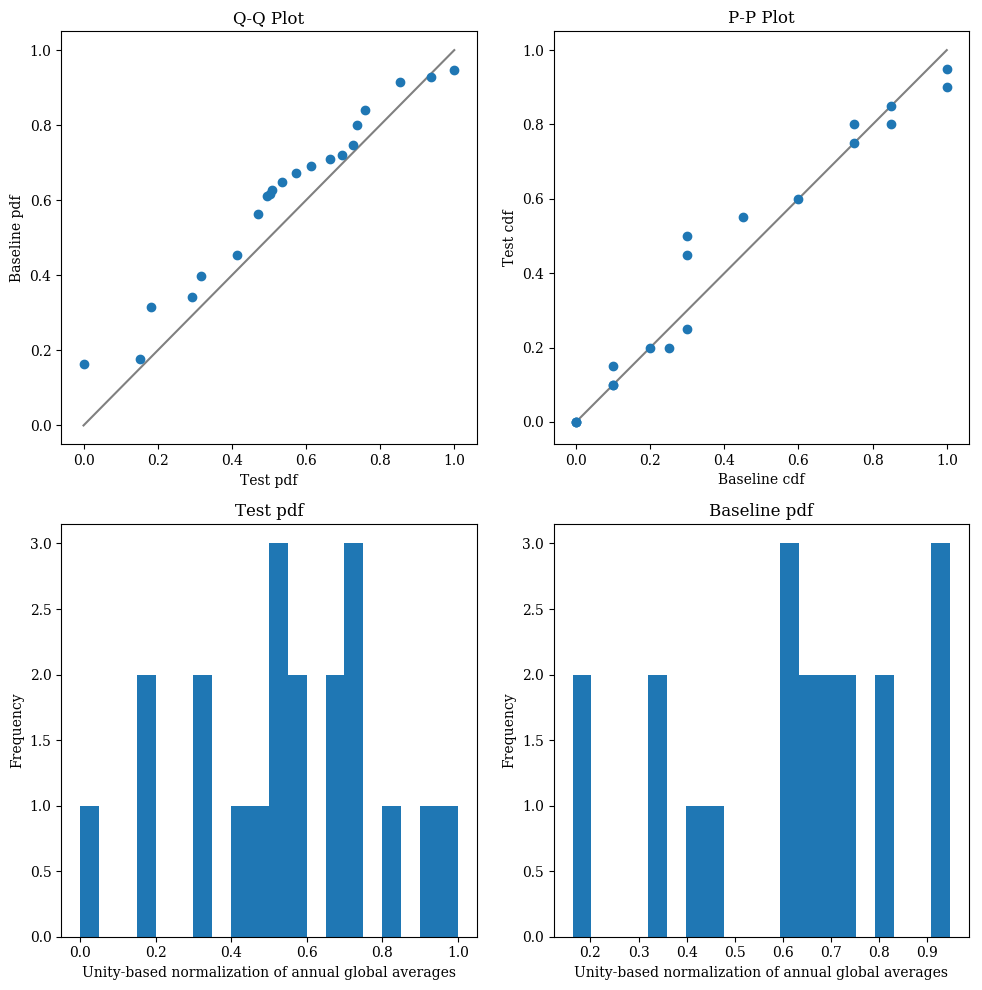 Q-Q Plot
1.0
0.8
0.6
0.4
0.2
0.0
Baseline pdf
0.0 0.2 0.4 0.6 0.8 1.0
Test pdf
P-P Plot
1.0
0.8
0.6
0.4
0.2
0.0
Test cdf
0.0 0.2 0.4 0.6 0.8 1.0
Baseline cdf
Test pdf
3.0
2.5
2.0
1.5
1.0
0.5
0.0
Frequency
0.0 0.2 0.4 0.6 0.8 1.0
Unity-based normalization of annual global averages
Baseline pdf
3.0
2.5
2.0
1.5
1.0
0.5
0.0
Frequency
0.2 0.3 0.4 0.5 0.6 0.7 0.8 0.9
Unity-based normalization of annual global averages